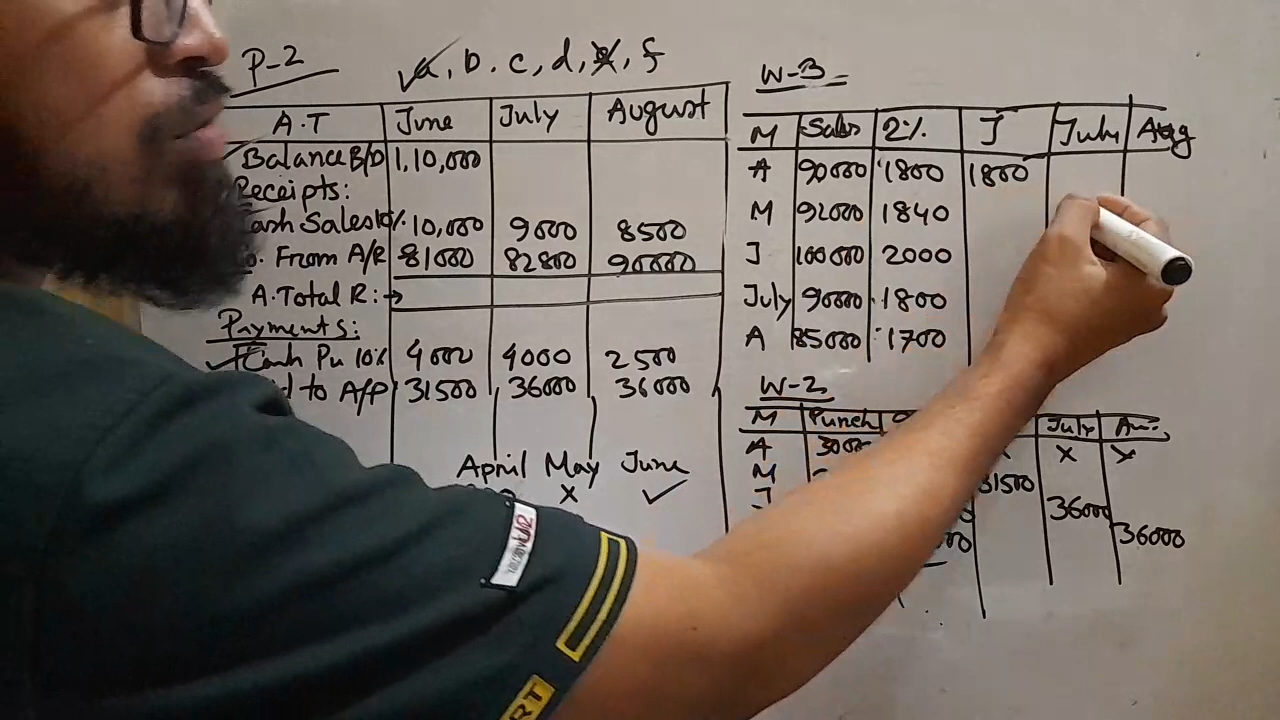 P-2
a, b. c, d, e, f
A.T June July August
Balance B/D 1,10,000
Receipts:
Cash Sales 10%. 10,000 9000 8500
From A/R 81000 82800 90000
A. Total R:→
Payments:
Cash Pu 10% 4000 4000 2500
to A/P 31500 36000 36000
April May June
x ✓
W-3
M Sales 2% J July Aug
A 90000 1800 1800
M 92000 1840
J 100000 2000
July 90000 1800
A 85000 1700
W-2
M Punch July Au.
A 3000 x x
M 31500
J 36000
36000